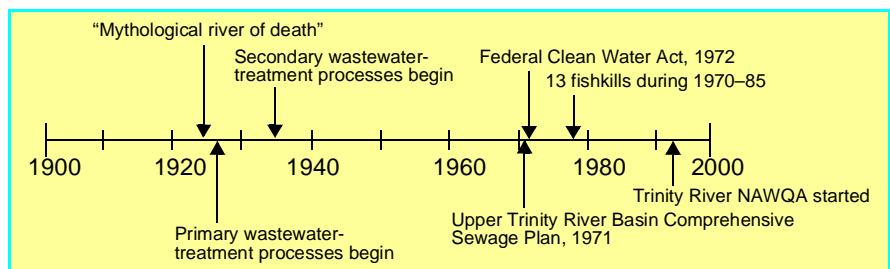 “Mythological river of death”
Secondary wastewater-
treatment processes begin
Federal Clean Water Act, 1972
13 fishkills during 1970–85
1900
1920
1940
1960
1980
2000
Primary wastewater-
treatment processes begin
Upper Trinity River Basin Comprehensive
Sewage Plan, 1971
Trinity River NAWQA started